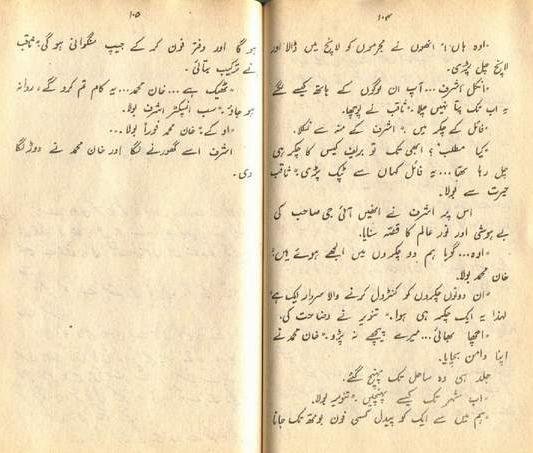 ۱۰۴
"اوہ ہاں!" انھوں نے مجرموں کو لانچ میں ڈالا اور
لانچ چل پڑی۔
"انکل اشرف... آپ ان لوگوں کے ہاتھ کیسے لگے
یہ اب تک پتا نہیں چلا۔" ثاقب نے پوچھا۔
"فائل کے چکر میں۔" اشرف کے منہ سے نکلا۔
"کیا مطلب؟ ابھی تک تو بریف کیس کا چکر ہی
چل رہا تھا... یہ فائل کہاں سے ٹپک پڑی۔" ثاقب
حیرت سے بولا۔
اس پر اشرف نے انھیں آئی جی صاحب کی
بے ہوشی اور نور عالم کا قصّہ سنایا۔
"اوہ... گویا ہم دو چکروں میں الجھے ہوئے ہیں"
خان محمد بولا۔
"ان دونوں چکروں کو کنٹرول کرنے والا سردار ایک ہے
لہٰذا یہ ایک چکر ہی ہوا۔" تنویر نے وضاحت کی۔
"اچھا بھائی... میرے پیچھے نہ پڑو۔" خان محمد نے
اپنا دامن بچایا۔
جلد ہی وہ ساحل تک پہنچ گئے۔
"اب شہر تک کیسے پہنچیں۔" تنویر بولا۔
"ہم میں سے ایک کو پیدل کسی فون بوتھ تک جانا
۱۰۵
ہو گا اور دفتر فون کر کے جیپ منگوانی ہو گی" ثاقب
نے ترکیب بتائی۔
"ٹھیک ہے... خان محمد... یہ کام تم کرو گے، روانہ
ہو جاؤ" سب انسپکٹر اشرف بولا۔
"او کے" خان محمد فوراً بولا...
اشرف اسے گھورنے لگا اور خان محمد نے دوڑ لگا
دی۔